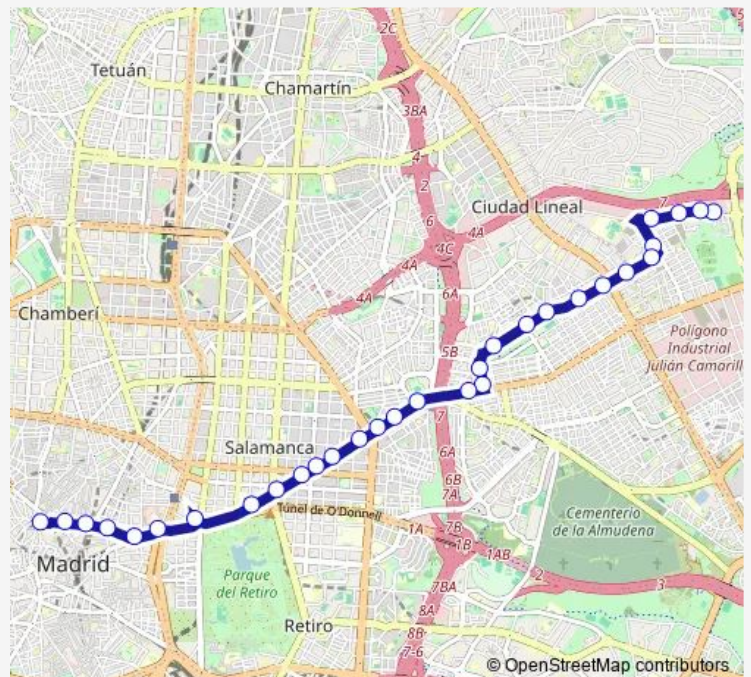 2C
Tetuán
Chamartín
3BA
4
2
6
Ciudad Lineal
7
4A
4C
4A
4A
6A
Chamberí
5B
Polígono
Industrial
Julián Camarill
7
Salamanca
6A
6B
7A
Túnel de O'Donnell
1A
7B
1B
1AB
Cementerio
de la Almudena
Madrid
Parque
del Retiro
2
3
7BA
8A
Retiro
8B
7-6
© OpenStreetMap contributors